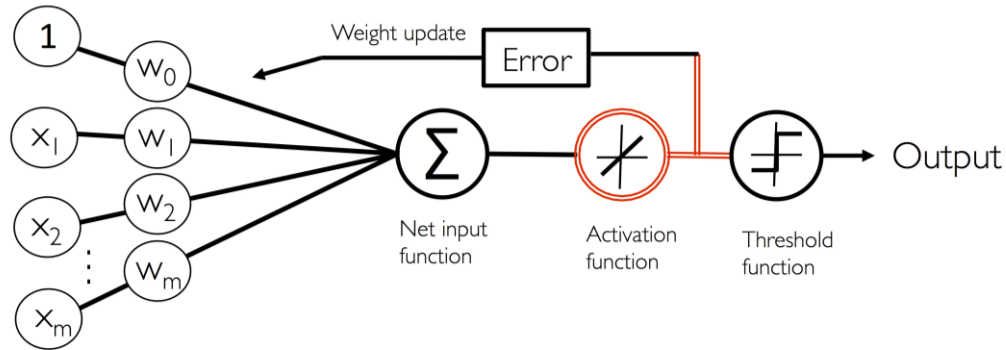 1
w0
Weight update
Error
x1
w1
Σ
Output
x2
w2
Net input
function
Activation
function
Threshold
function
wm
xm